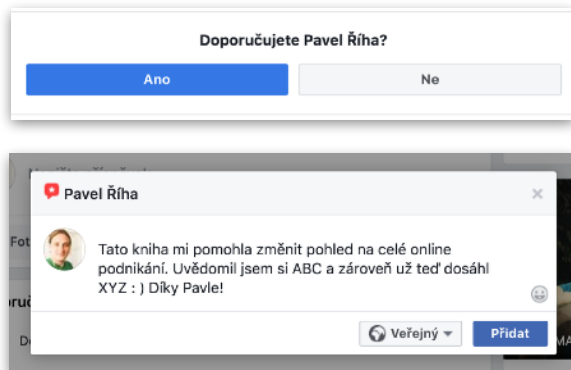 Doporučujete Pavel Říha?
Ano
Ne
Pavel Říha
Fot
Tato kniha mi pomohla změnit pohled na celé online
podnikání. Uvědomil jsem si ABC a zároveň už teď dosáhl
XYZ : ) Díky Pavle!
Veřejný
Přidat